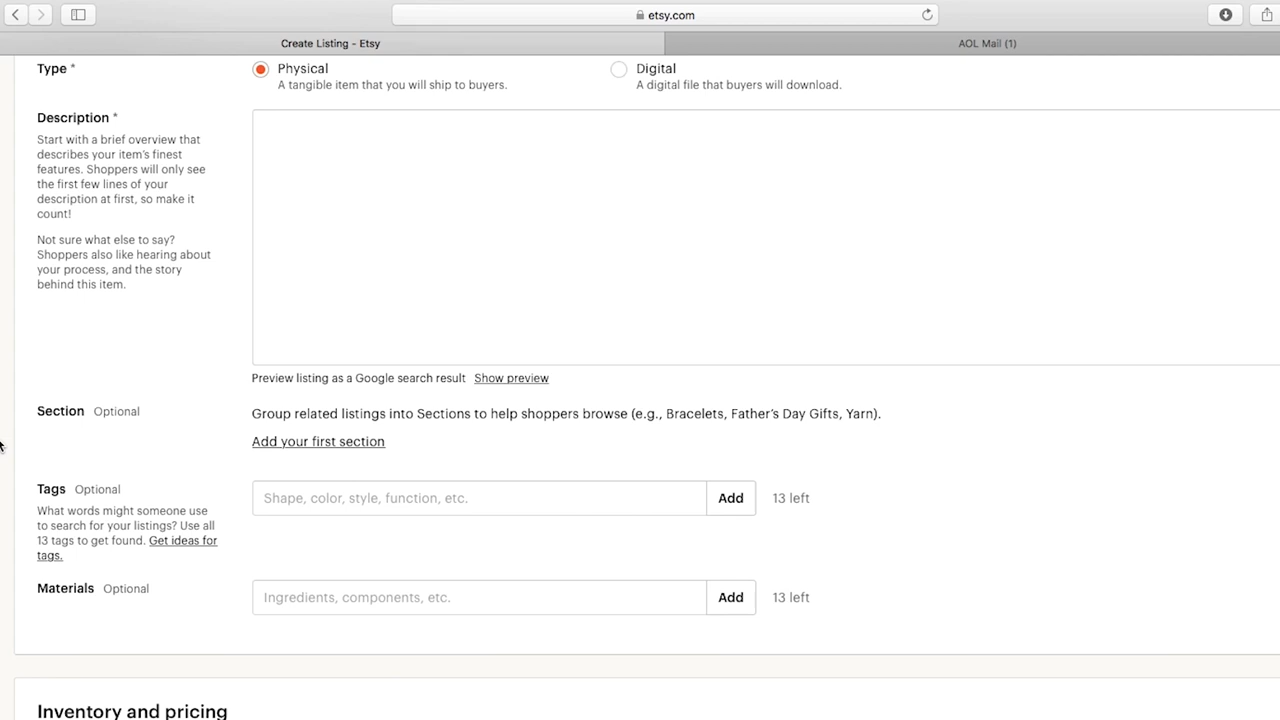 etsy.com
Create Listing - Etsy
AOL Mail (1)
Type *
Physical
A tangible item that you will ship to buyers.
Digital
A digital file that buyers will download.
Description *
Start with a brief overview that
describes your item's finest
features. Shoppers will only see
the first few lines of your
description at first, so make it
count!
Not sure what else to say?
Shoppers also like hearing about
your process, and the story
behind this item.
Preview listing as a Google search result Show preview
Section Optional
Group related listings into Sections to help shoppers browse (e.g., Bracelets, Father's Day Gifts, Yarn).
Add your first section
Tags Optional
What words might someone use
to search for your listings? Use all
13 tags to get found. Get ideas for
tags.
Shape, color, style, function, etc.
Add
13 left
Materials Optional
Ingredients, components, etc.
Add
13 left
Inventory and pricing